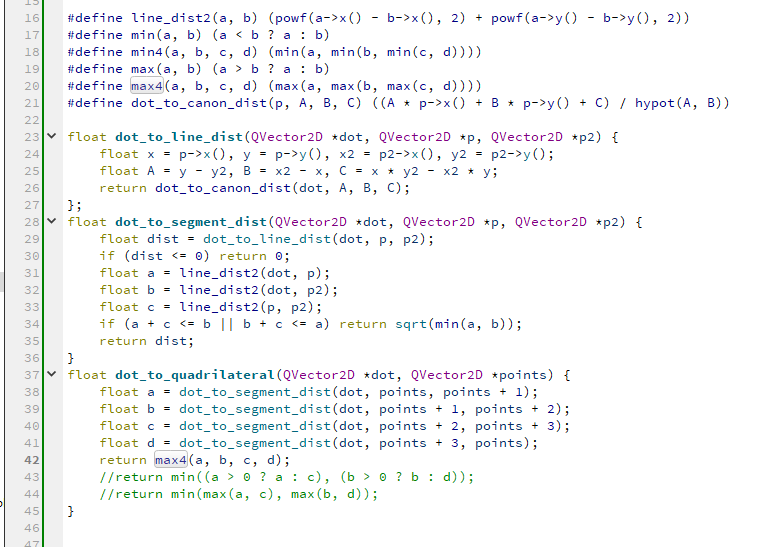 15
16 #define line_dist2(a, b) (powf(a->x() - b->x(), 2) + powf(a->y() - b->y(), 2))
17 #define min(a, b) (a < b ? a : b)
18 #define min4(a, b, c, d) (min(a, min(b, min(c, d))))
19 #define max(a, b) (a > b ? a : b)
20 #define max4(a, b, c, d) (max(a, max(b, max(c, d))))
21 #define dot_to_canon_dist(p, A, B, C) ((A * p->x() + B * p->y() + C) / hypot(A, B))
22
23 float dot_to_line_dist(QVector2D *dot, QVector2D *p, QVector2D *p2) {
24     float x = p->x(), y = p->y(), x2 = p2->x(), y2 = p2->y();
25     float A = y - y2, B = x2 - x, C = x * y2 - x2 * y;
26     return dot_to_canon_dist(dot, A, B, C);
27 };
28 float dot_to_segment_dist(QVector2D *dot, QVector2D *p, QVector2D *p2) {
29     float dist = dot_to_line_dist(dot, p, p2);
30     if (dist <= 0) return 0;
31     float a = line_dist2(dot, p);
32     float b = line_dist2(dot, p2);
33     float c = line_dist2(p, p2);
34     if (a + c <= b || b + c <= a) return sqrt(min(a, b));
35     return dist;
36 }
37 float dot_to_quadrilateral(QVector2D *dot, QVector2D *points) {
38     float a = dot_to_segment_dist(dot, points, points + 1);
39     float b = dot_to_segment_dist(dot, points + 1, points + 2);
40     float c = dot_to_segment_dist(dot, points + 2, points + 3);
41     float d = dot_to_segment_dist(dot, points + 3, points);
42     return max4(a, b, c, d);
43     //return min((a > 0 ? a : c), (b > 0 ? b : d));
44     //return min(max(a, c), max(b, d));
45 }
46
47